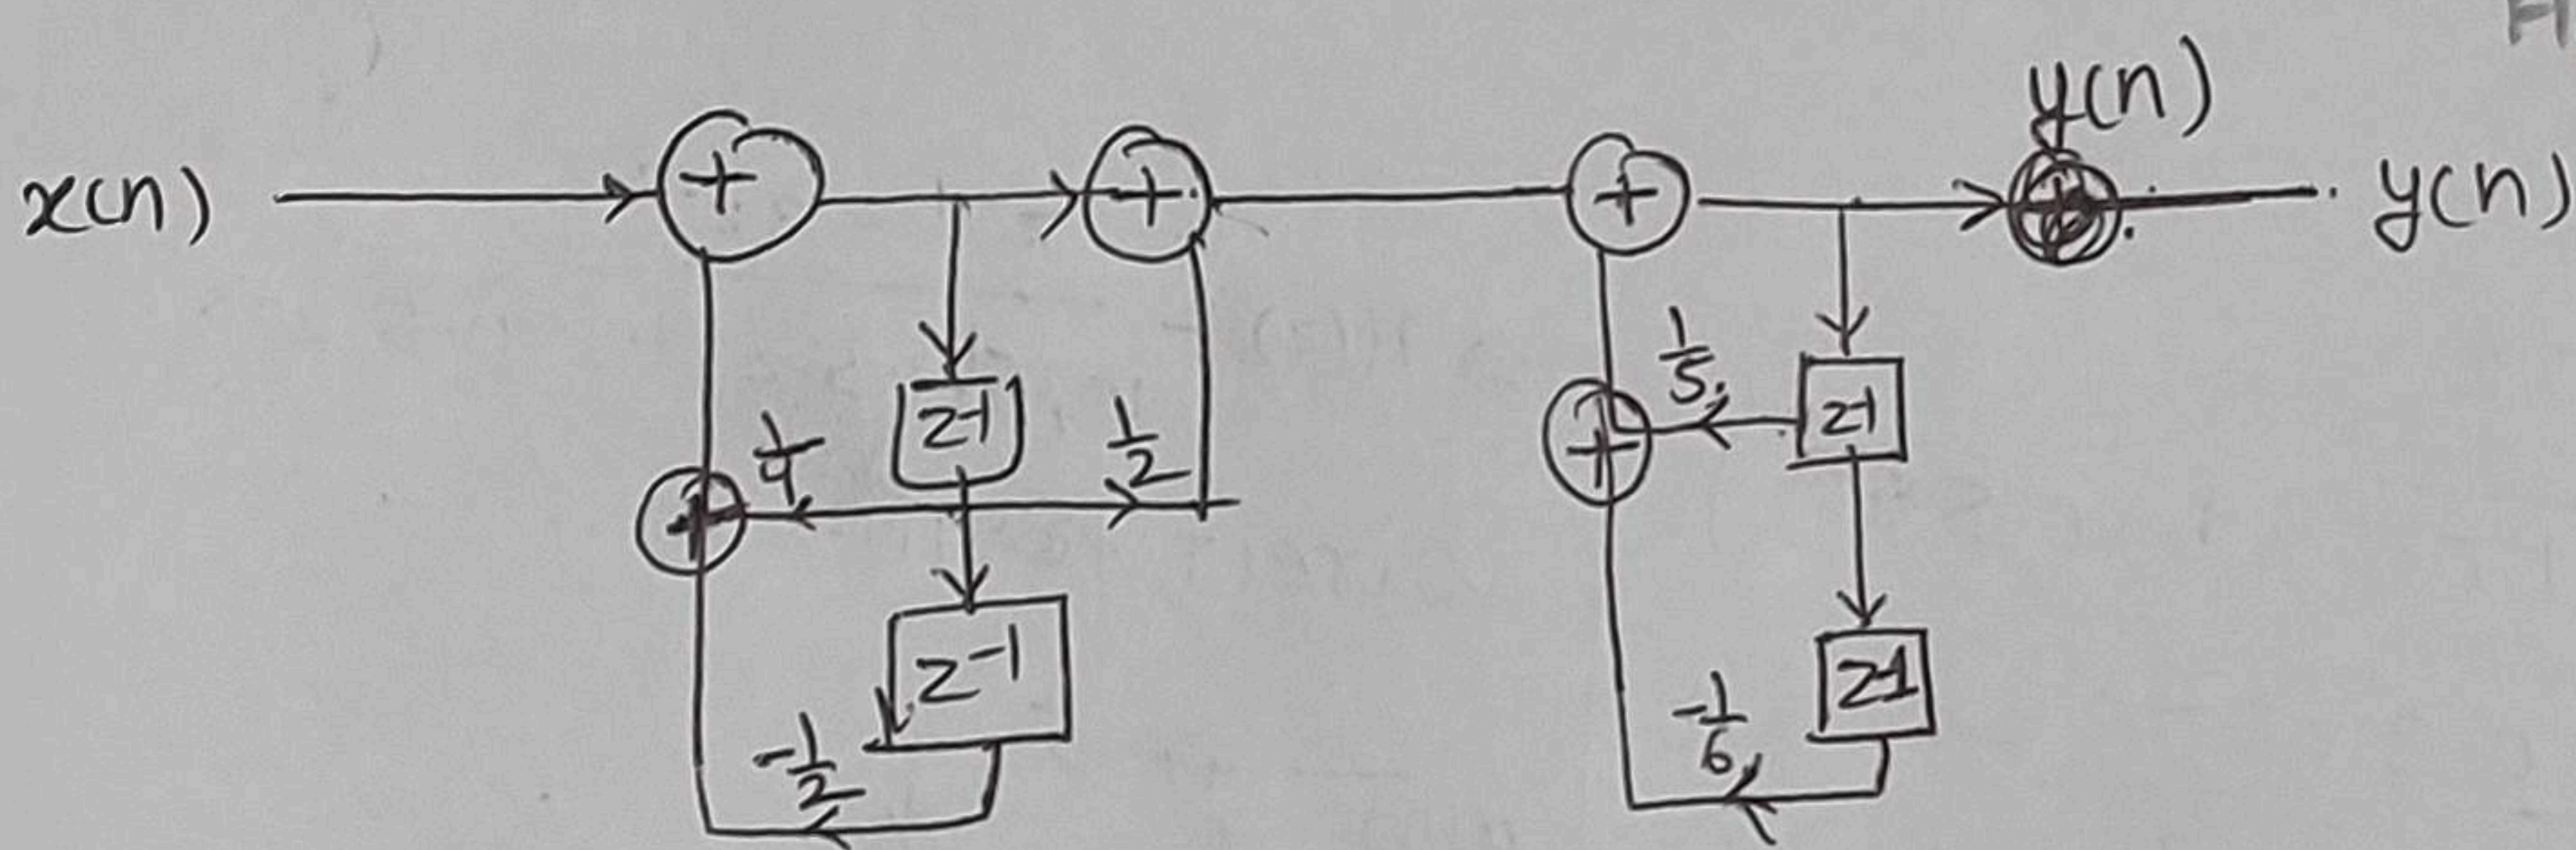 H
y(n)
x(n) + + + y(n)
1/4 z-1 1/2 + 1/5 z-1
+
z-1 -1/6 z-1
-1/2